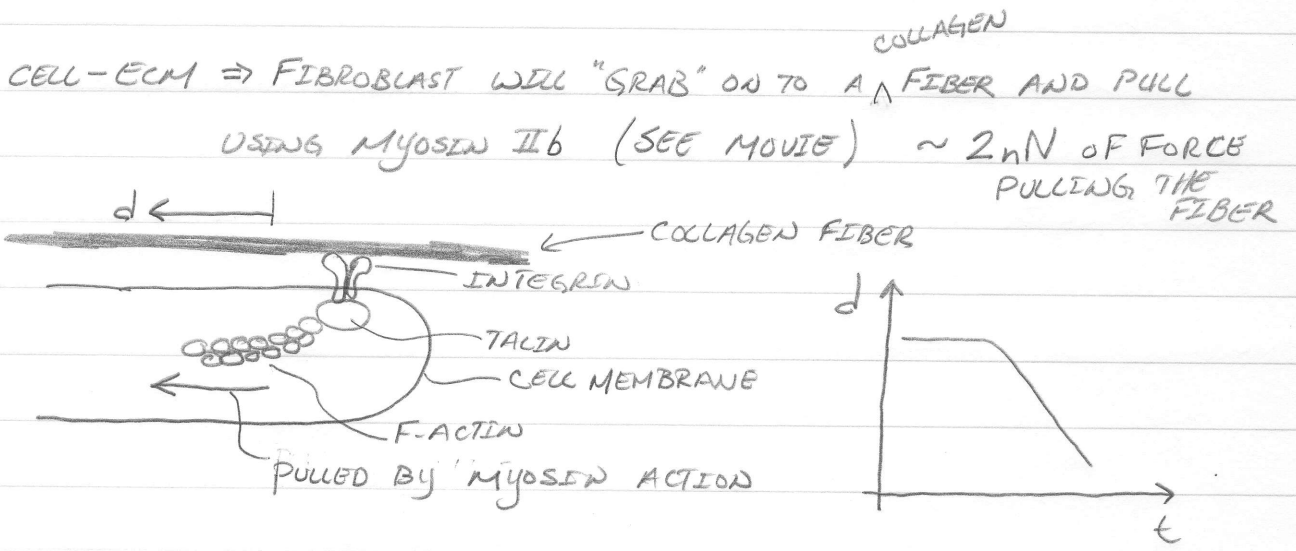 COLLAGEN
CELL-ECM ⇒ FIBROBLAST WILL "GRAB" ON TO A ^ FIBER AND PULL
USING MYOSIN IIb (SEE MOVIE) ~ 2nN OF FORCE
PULLING THE
FIBER
d
COLLAGEN FIBER
INTEGRIN
d
TALIN
CELL MEMBRANE
F-ACTIN
PULLED BY MYOSIN ACTION
t